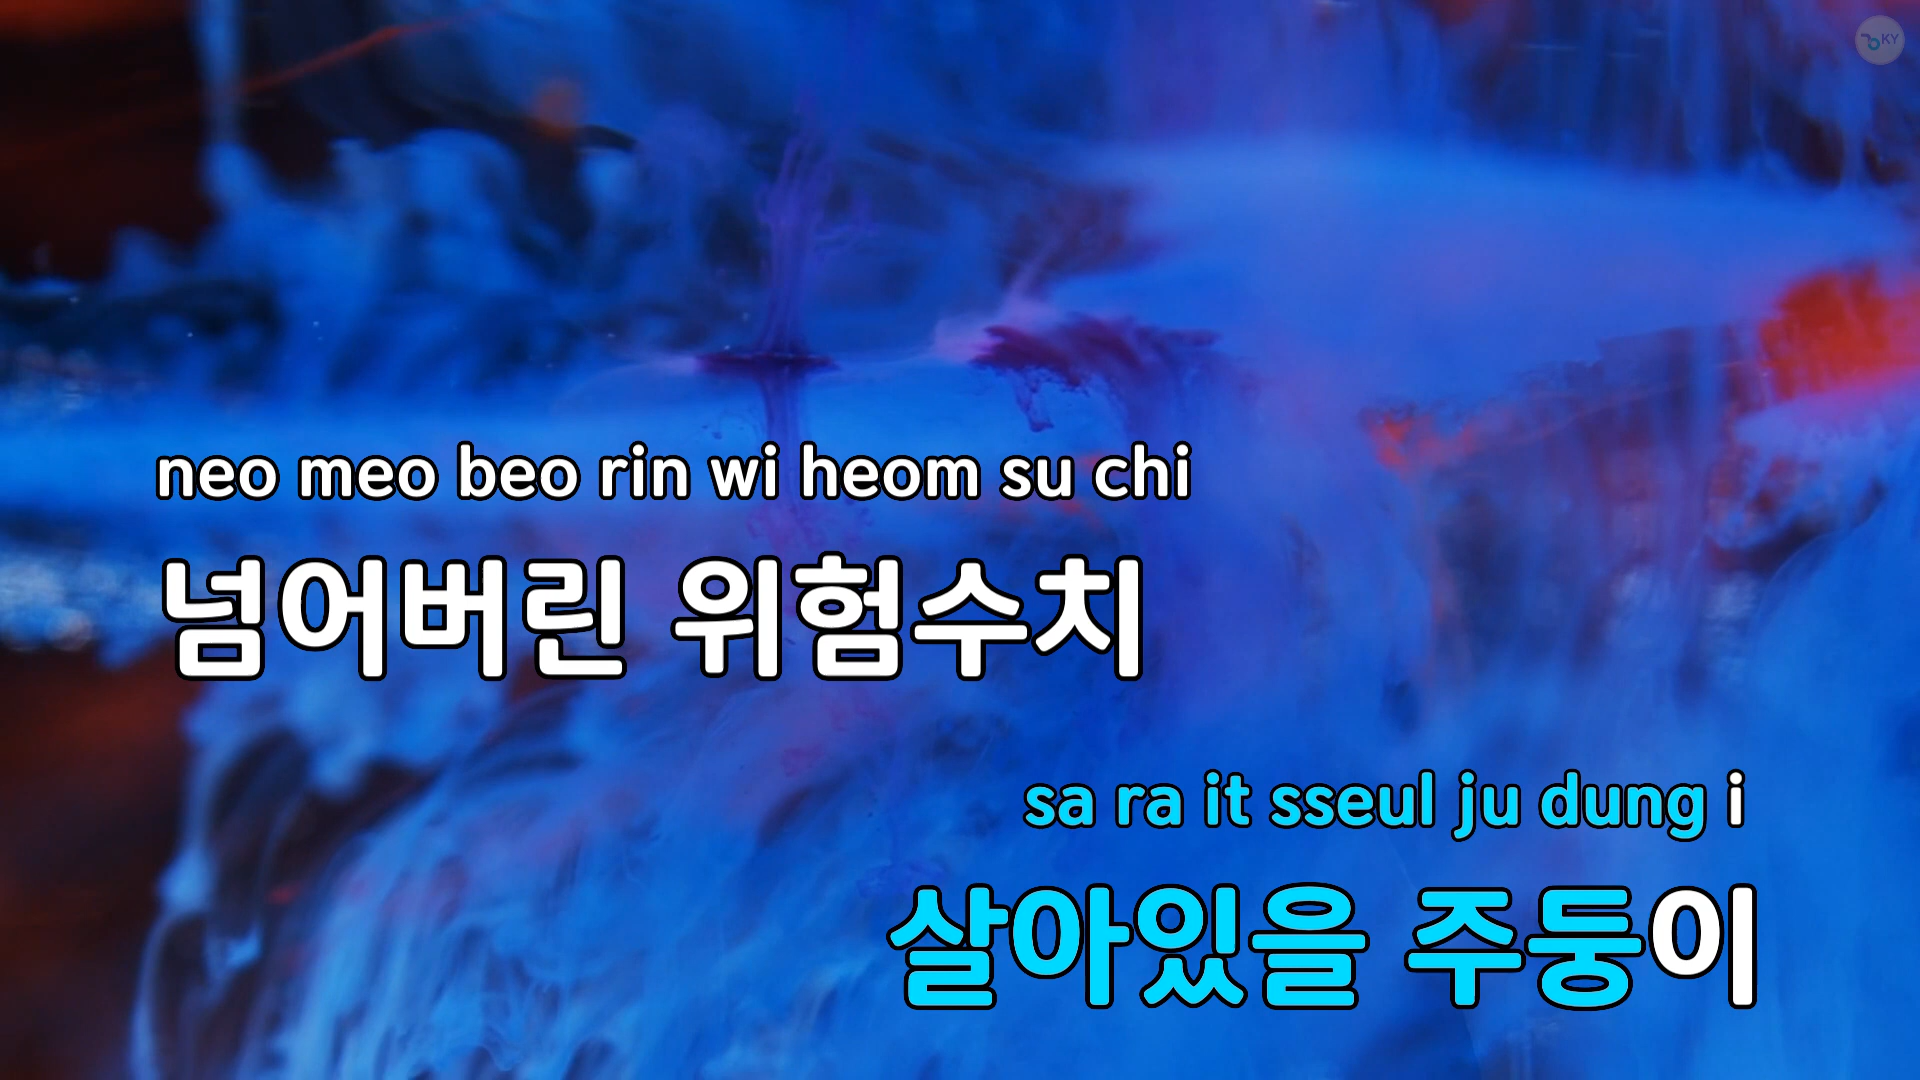 KY
neo meo beo rin wi heom su chi
넘어버린 위험수치
sa ra it sseul ju dung i
살아있을 주둥이